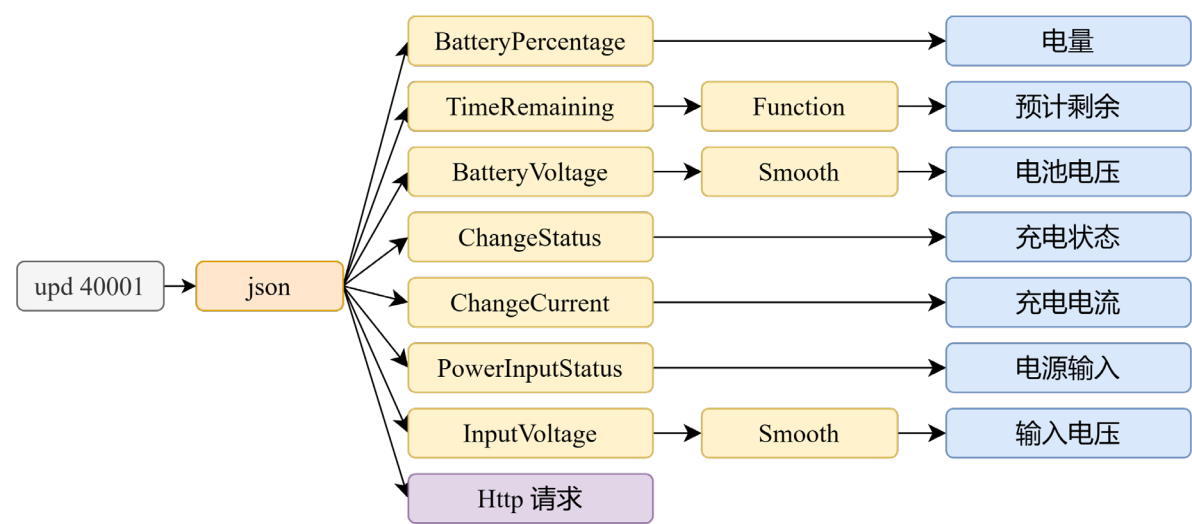 BatteryPercentage
电量
TimeRemaining
Function
预计剩余
BatteryVoltage
Smooth
电池电压
ChangeStatus
充电状态
upd 40001
json
ChangeCurrent
充电电流
PowerInputStatus
电源输入
InputVoltage
Smooth
输入电压
Http 请求